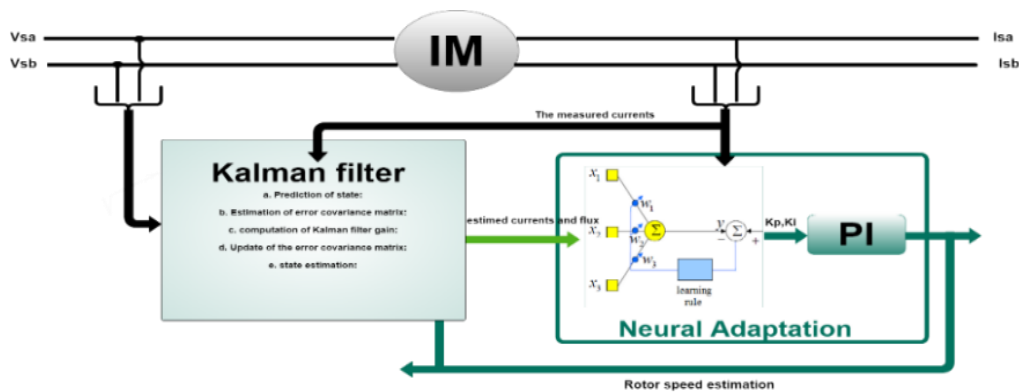 Vsa
IM
Isa
Vsb
Isb
The measured currents
Kalman filter
a. Prediction of state:
b. Estimation of error covariance matrix:
c. computation of Kalman filter gain:
d. Update of the error covariance matrix:
e. state estimation:
estimed currents and flux
X1
w1
X2
w2
w3
X3
Σ
y
Σ
−
+
learning
rule
Kp,Ki
PI
Neural Adaptation
Rotor speed estimation